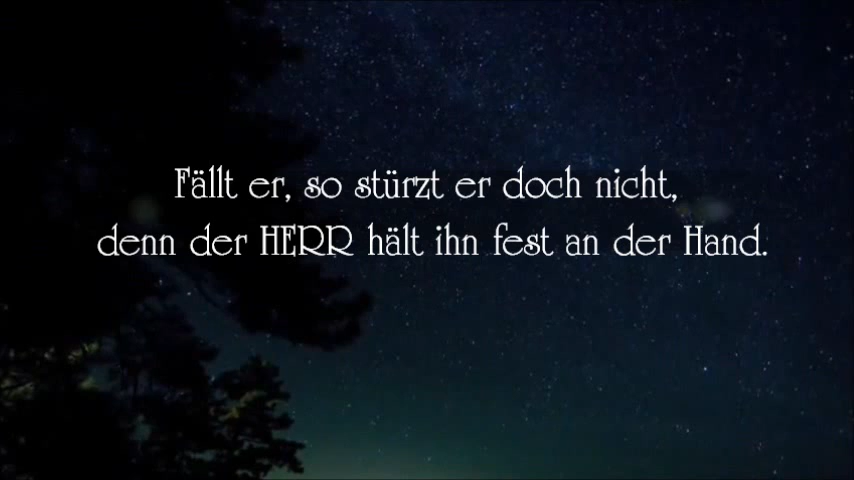 Fällt er, so stürzt er doch nicht,
denn der HERR hält ihn fest an der Hand.